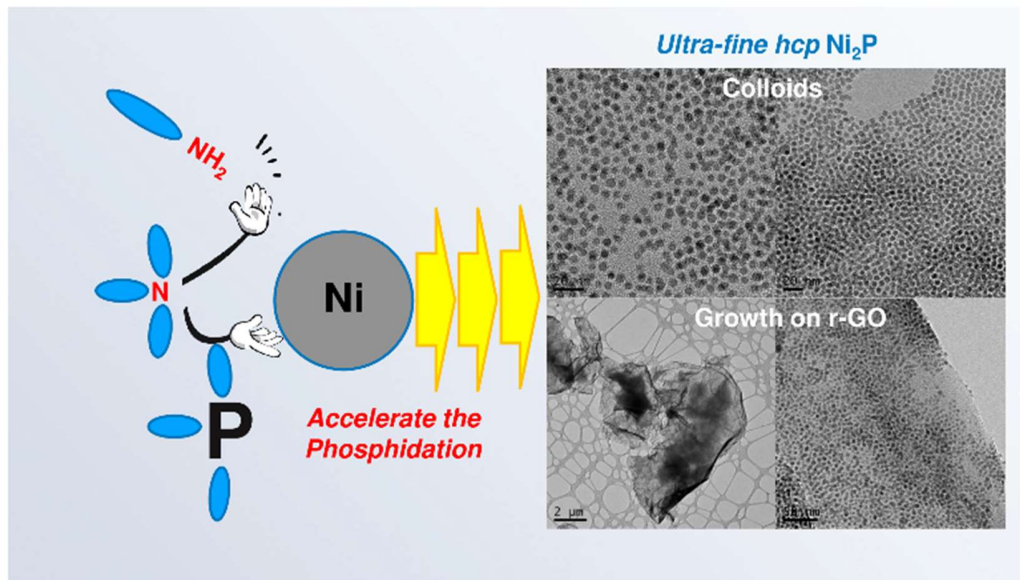 Ultra-fine hcp Ni₂P
Colloids
NH₂
N
Ni
Growth on r-GO
P
Accelerate the
Phosphidation
2 µm